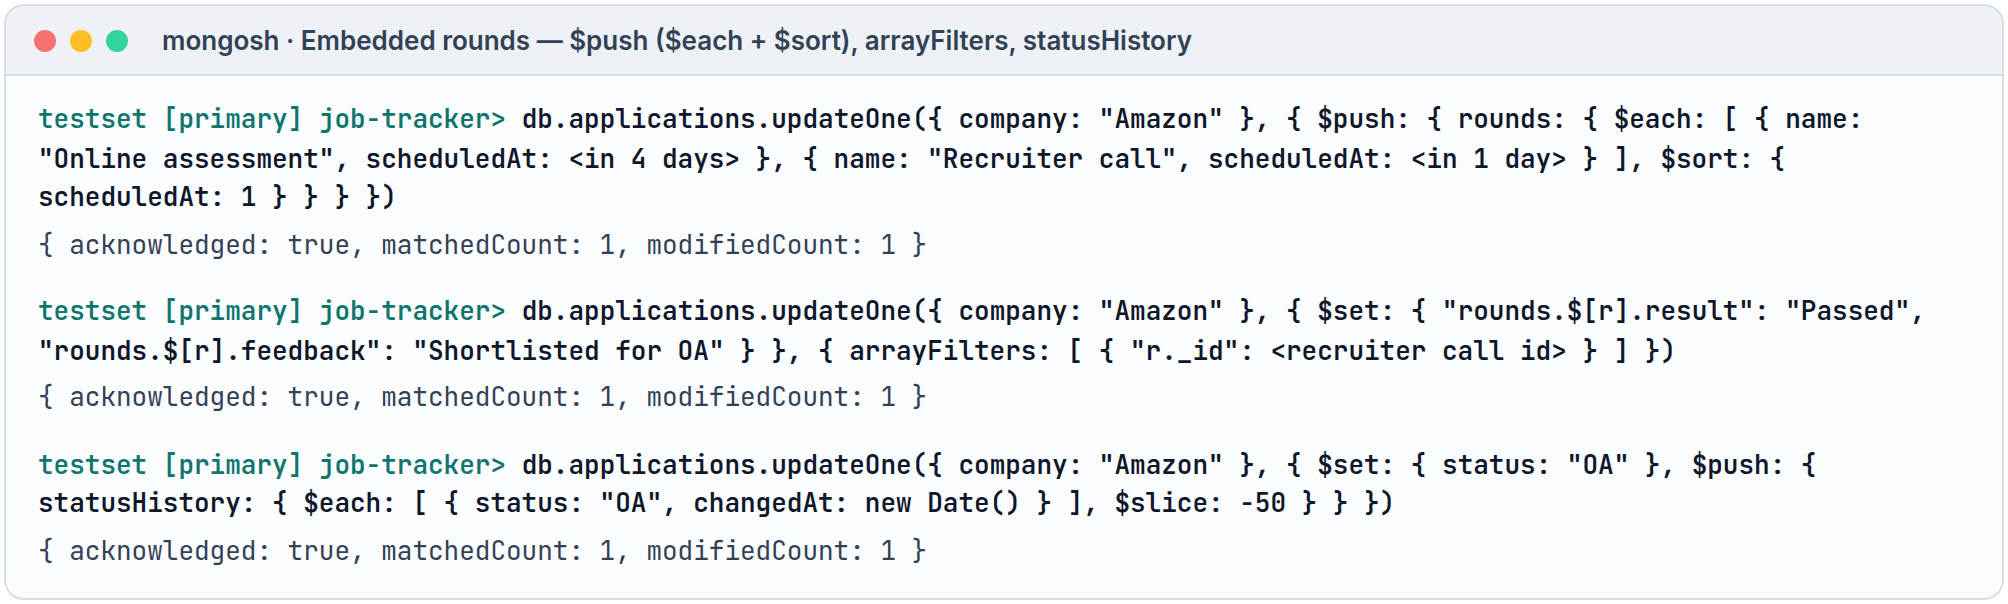 mongosh · Embedded rounds — $push ($each + $sort), arrayFilters, statusHistory
testset [primary] job-tracker> db.applications.updateOne({ company: "Amazon" }, { $push: { rounds: { $each: [ { name:
"Online assessment", scheduledAt: <in 4 days> }, { name: "Recruiter call", scheduledAt: <in 1 day> } ], $sort: {
scheduledAt: 1 } } } })
{ acknowledged: true, matchedCount: 1, modifiedCount: 1 }
testset [primary] job-tracker> db.applications.updateOne({ company: "Amazon" }, { $set: { "rounds.$[r].result": "Passed",
"rounds.$[r].feedback": "Shortlisted for OA" } }, { arrayFilters: [ { "r._id": <recruiter call id> } ] })
{ acknowledged: true, matchedCount: 1, modifiedCount: 1 }
testset [primary] job-tracker> db.applications.updateOne({ company: "Amazon" }, { $set: { status: "OA" }, $push: {
statusHistory: { $each: [ { status: "OA", changedAt: new Date() } ], $slice: -50 } } })
{ acknowledged: true, matchedCount: 1, modifiedCount: 1 }